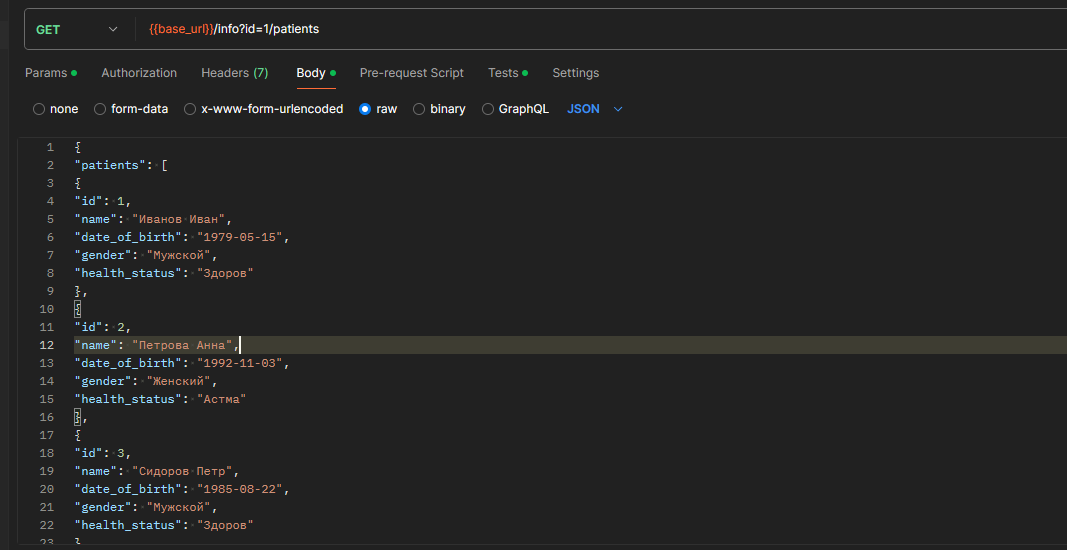 GET {{base_url}}/info?id=1/patients
Params Authorization Headers (7) Body Pre-request Script Tests Settings
none form-data x-www-form-urlencoded raw binary GraphQL JSON
1 {
2 "patients": [
3 {
4 "id": 1,
5 "name": "Иванов Иван",
6 "date_of_birth": "1979-05-15",
7 "gender": "Мужской",
8 "health_status": "Здоров"
9 },
10 {
11 "id": 2,
12 "name": "Петрова Анна",
13 "date_of_birth": "1992-11-03",
14 "gender": "Женский",
15 "health_status": "Астма"
16 },
17 {
18 "id": 3,
19 "name": "Сидоров Петр",
20 "date_of_birth": "1985-08-22",
21 "gender": "Мужской",
22 "health_status": "Здоров"
23 }